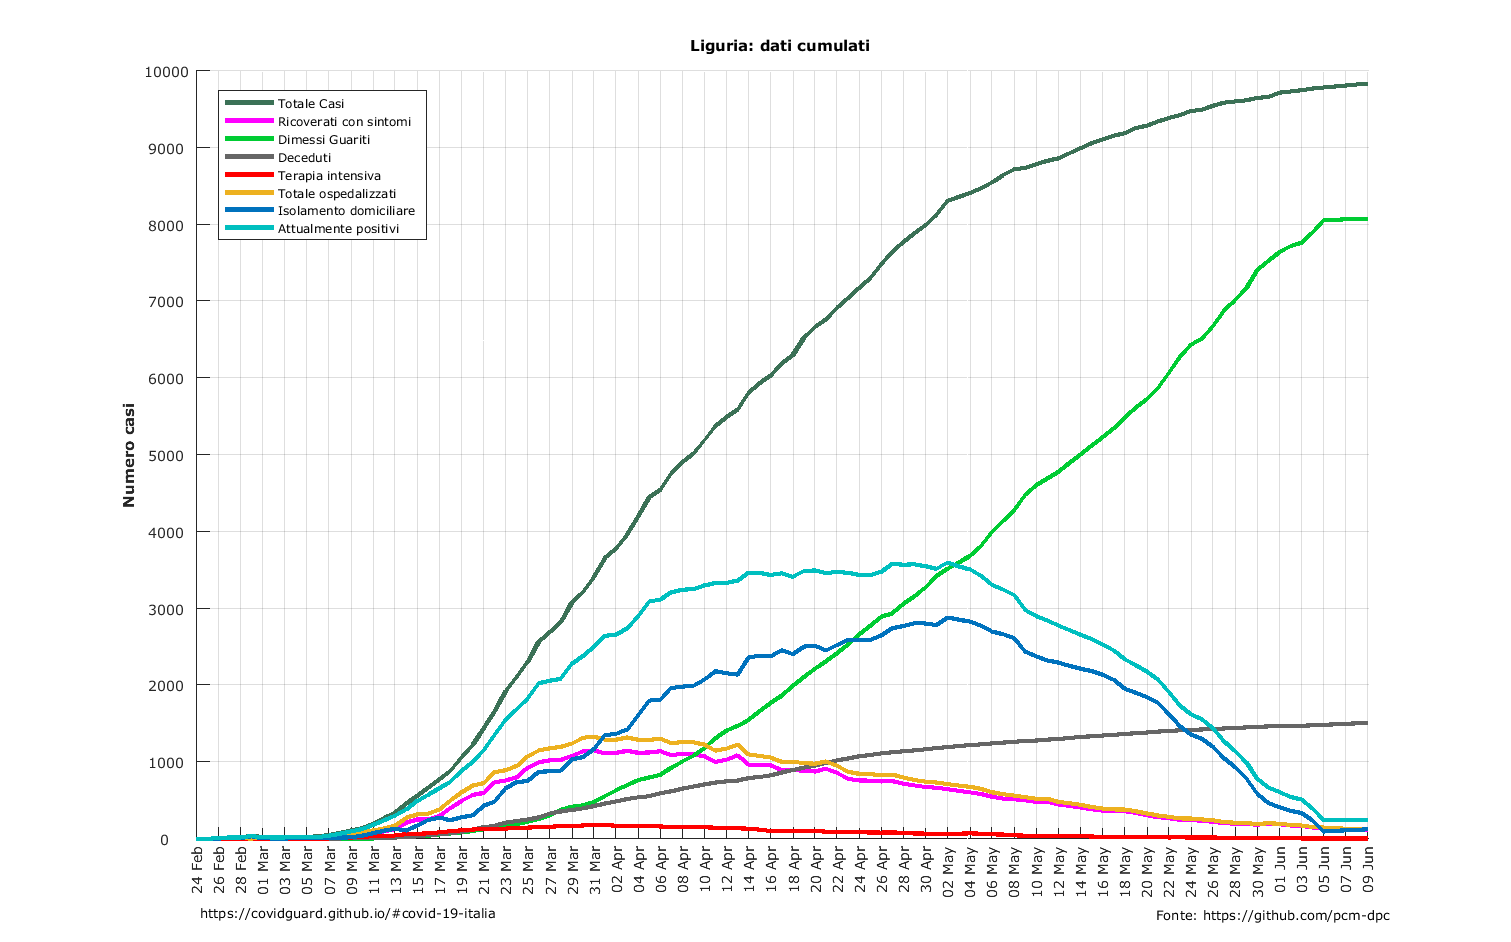 Liguria: dati cumulati
Numero casi
10000
9000
8000
7000
6000
5000
4000
3000
2000
1000
0
Totale Casi
Ricoverati con sintomi
Dimessi Guariti
Deceduti
Terapia intensiva
Totale ospedalizzati
Isolamento domiciliare
Attualmente positivi
24 Feb
26 Feb
28 Feb
01 Mar
03 Mar
05 Mar
07 Mar
09 Mar
11 Mar
13 Mar
15 Mar
17 Mar
19 Mar
21 Mar
23 Mar
25 Mar
27 Mar
29 Mar
31 Mar
02 Apr
04 Apr
06 Apr
08 Apr
10 Apr
12 Apr
14 Apr
16 Apr
18 Apr
20 Apr
22 Apr
24 Apr
26 Apr
28 Apr
30 Apr
02 May
04 May
06 May
08 May
10 May
12 May
14 May
16 May
18 May
20 May
22 May
24 May
26 May
28 May
30 May
01 Jun
03 Jun
05 Jun
07 Jun
09 Jun
https://covidguard.github.io/#covid-19-italia
Fonte: https://github.com/pcm-dpc